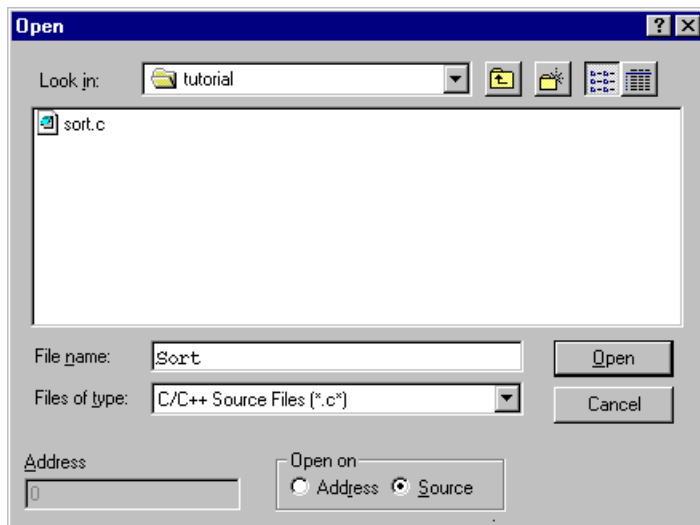 Open
Look in: tutorial
sort.c
File name: Sort Open
Files of type: C/C++ Source Files (*.c*) Cancel
Address Open on
0 Address Source